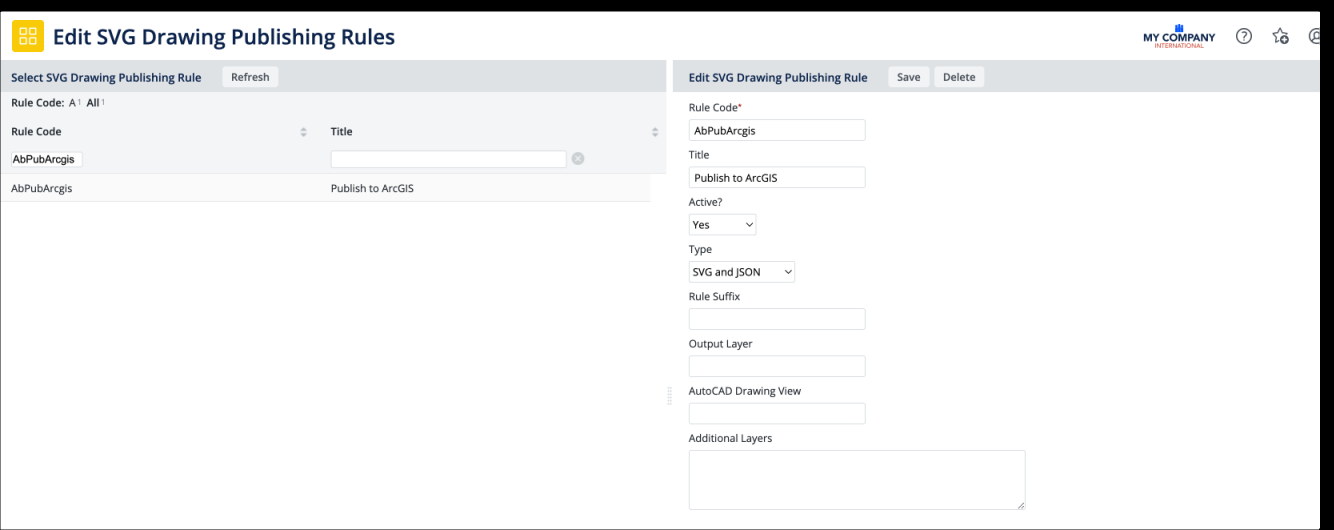 Edit SVG Drawing Publishing Rules
MY COMPANY
INTERNATIONAL
Select SVG Drawing Publishing Rule Refresh
Rule Code: A 1 All 1
Rule Code Title
AbPubArcgis
AbPubArcgis Publish to ArcGIS
Edit SVG Drawing Publishing Rule Save Delete
Rule Code*
AbPubArcgis
Title
Publish to ArcGIS
Active?
Yes
Type
SVG and JSON
Rule Suffix
Output Layer
AutoCAD Drawing View
Additional Layers